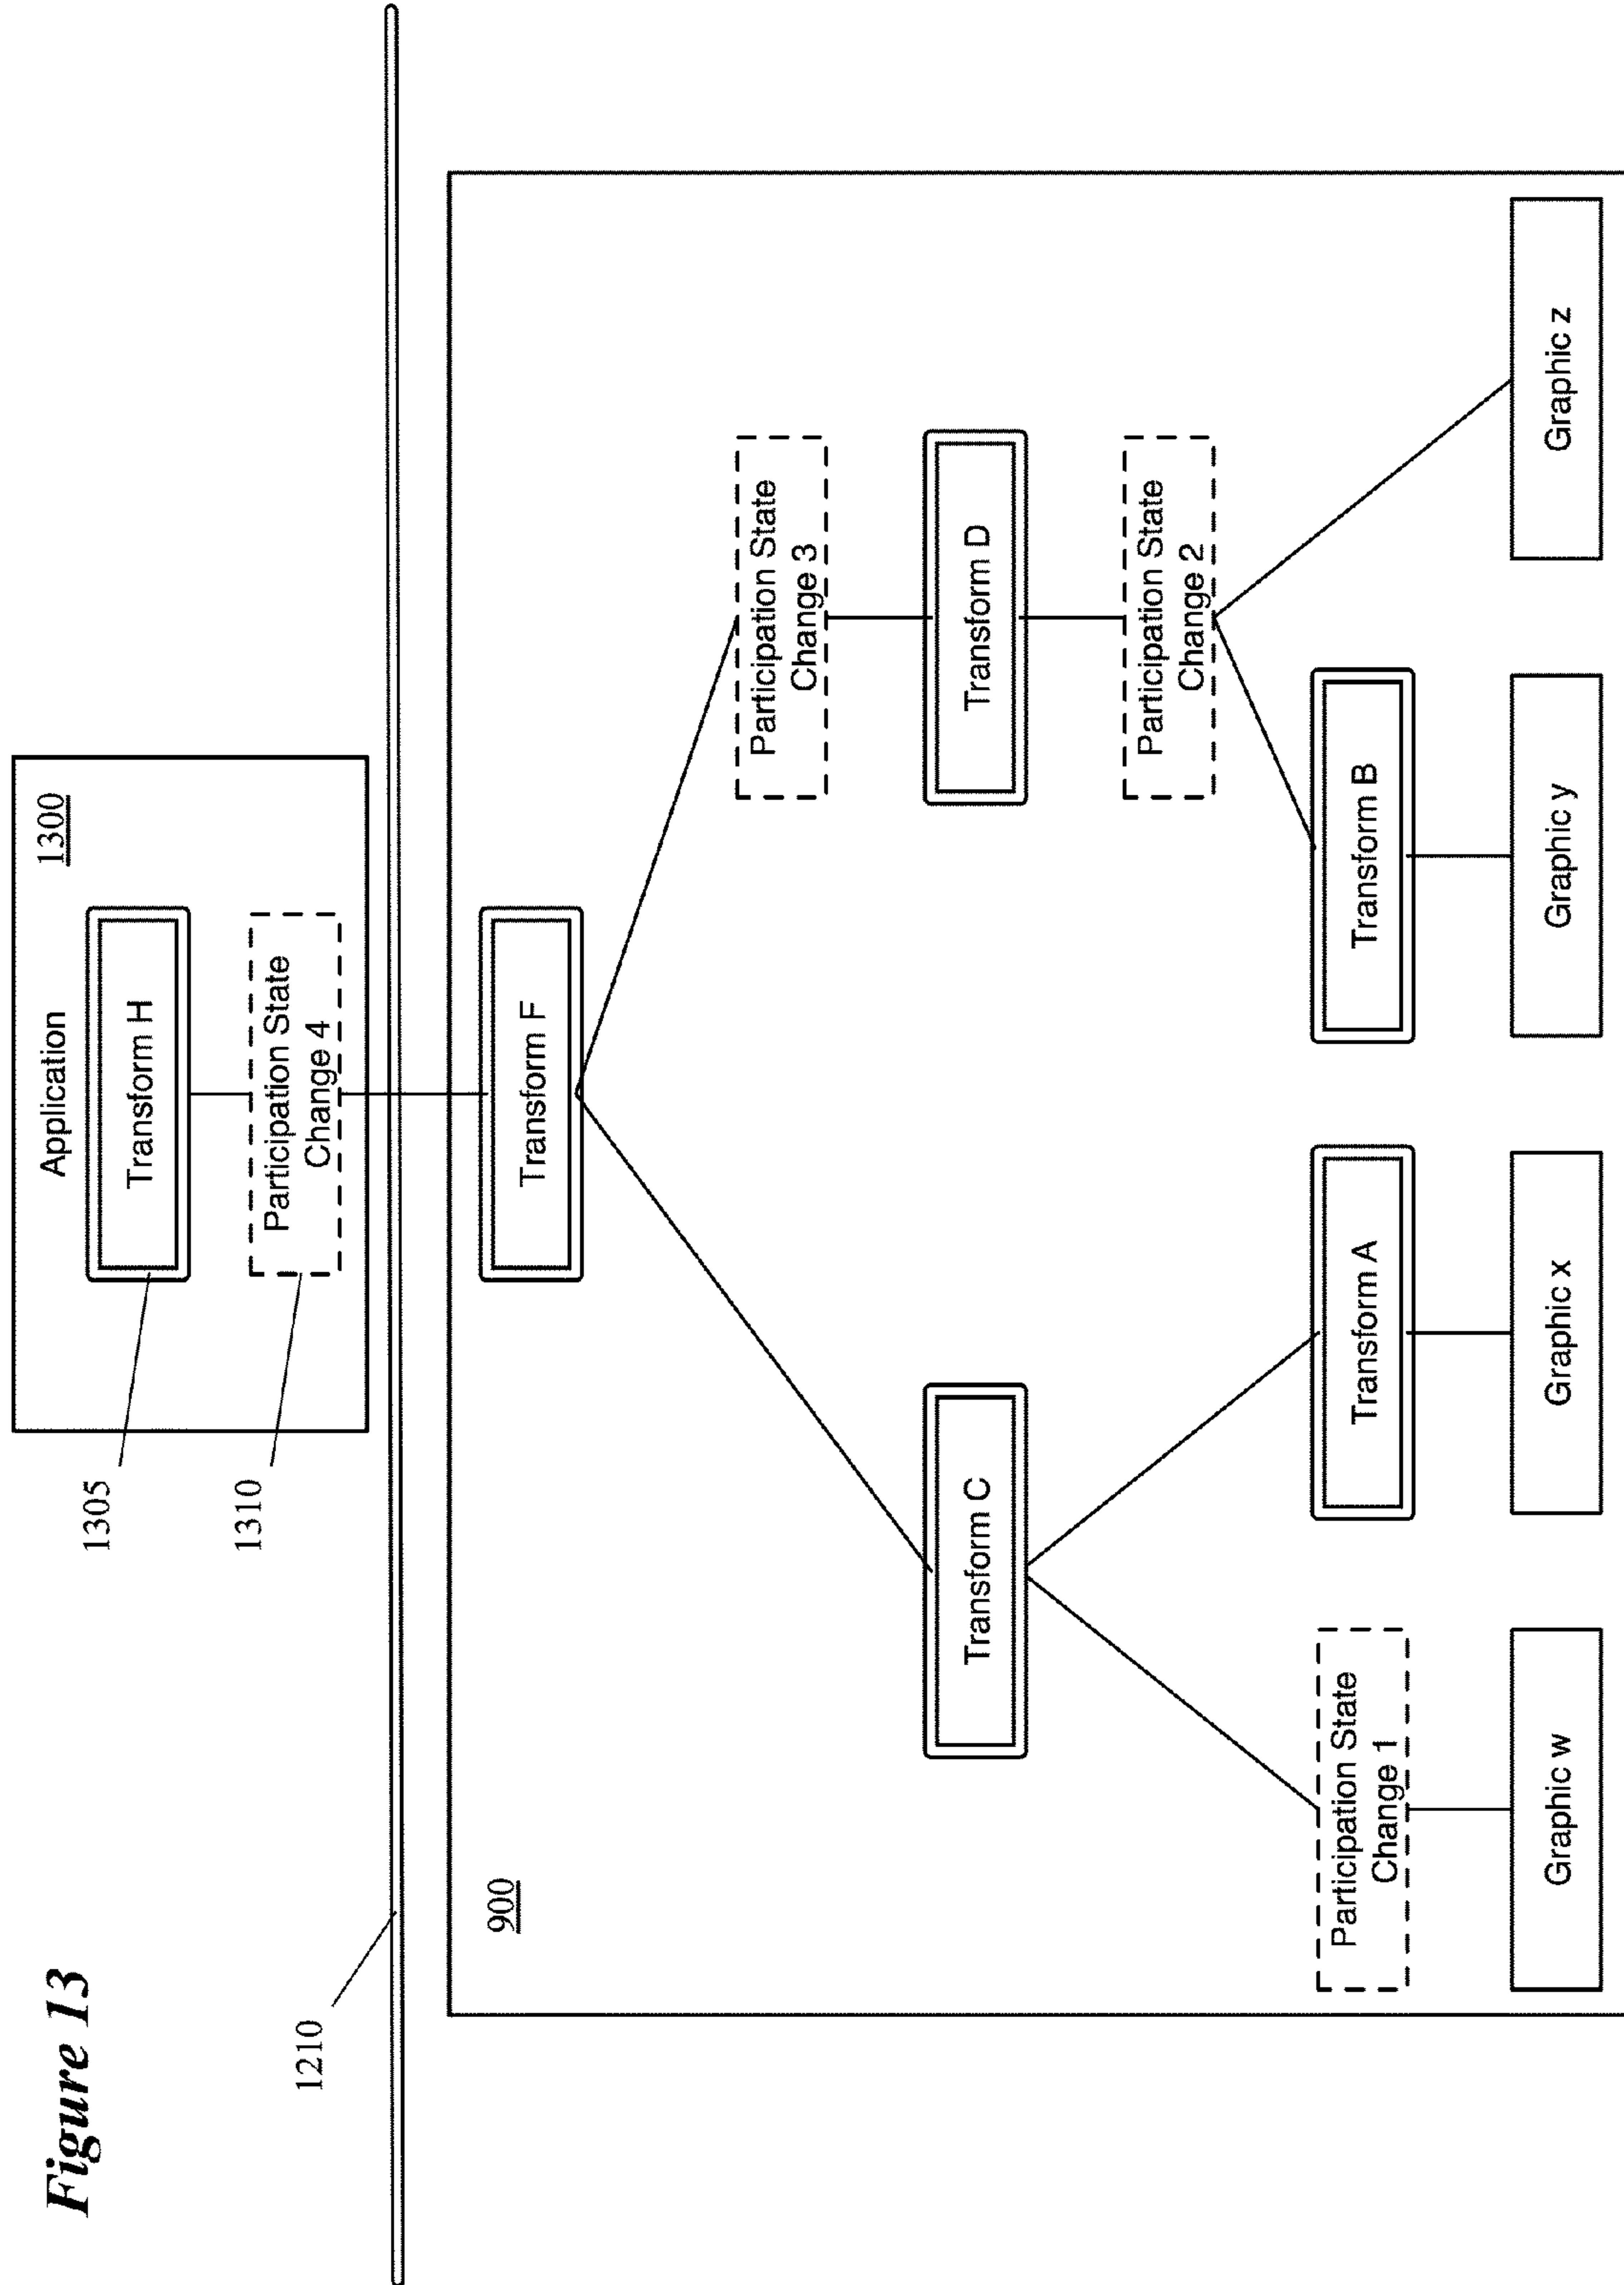 Figure 13
Application
1300
Transform H
1305
Participation State
Change 4
1310
1210
900
Transform F
Participation State
Change 3
Transform C
Transform D
Participation State
Change 2
Participation State
Change 1
Transform A
Transform B
Graphic w
Graphic x
Graphic y
Graphic z